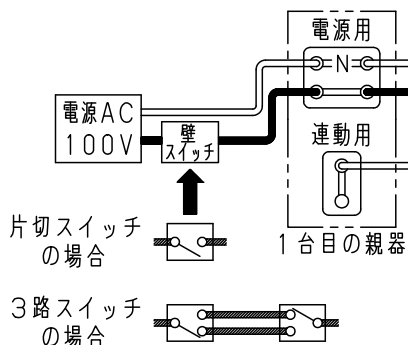 電源用
N
電源AC
100V
壁
スイッチ
連動用
1台目の親器
片切スイッチ
の場合
3路スイッチ
の場合